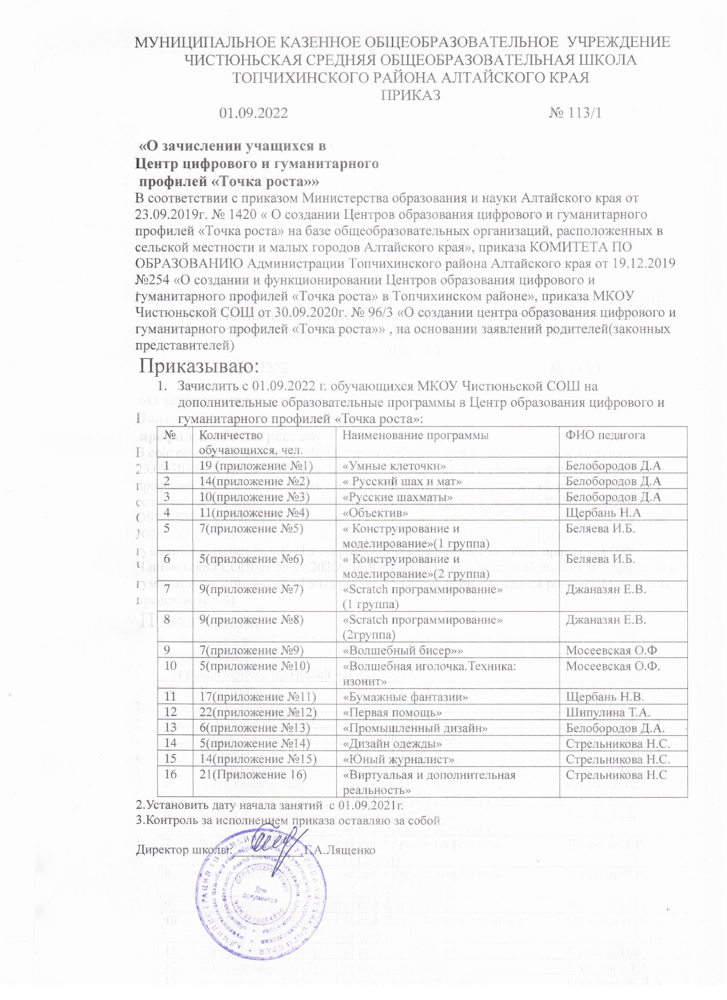 МУНИЦИПАЛЬНОЕ КАЗЕННОЕ ОБЩЕОБРАЗОВАТЕЛЬНОЕ УЧРЕЖДЕНИЕ
ЧИСТЮНЬСКАЯ СРЕДНЯЯ ОБЩЕОБРАЗОВАТЕЛЬНАЯ ШКОЛА
ТОПЧИХИНСКОГО РАЙОНА АЛТАЙСКОГО КРАЯ
ПРИКАЗ
01.09.2022 № 113/1
«О зачислении учащихся в
Центр цифрового и гуманитарного
профилей «Точка роста»»
В соответствии с приказом Министерства образования и науки Алтайского края от
23.09.2019г. № 1420 « О создании Центров образования цифрового и гуманитарного
профилей «Точка роста» на базе общеобразовательных организаций, расположенных в
сельской местности и малых городов Алтайского края», приказа КОМИТЕТА ПО
ОБРАЗОВАНИЮ Администрации Топчихинского района Алтайского края от 19.12.2019
№254 «О создании и функционировании Центров образования цифрового и
гуманитарного профилей «Точка роста» в Топчихинском районе», приказа МКОУ
Чистюньской СОШ от 30.09.2020г. № 96/3 «О создании центра образования цифрового и
гуманитарного профилей «Точка роста»» , на основании заявлений родителей(законных
представителей)
Приказываю:
1. Зачислить с 01.09.2022 г. обучающихся МКОУ Чистюньской СОШ на
дополнительные образовательные программы в Центр образования цифрового и
гуманитарного профилей «Точка роста»:
№ Количество обучающихся, чел. Наименование программы ФИО педагога
1 19 (приложение №1) «Умные клеточки» Белобородов Д.А
2 14(приложение №2) « Русский шах и мат» Белобородов Д.А
3 10(приложение №3) «Русские шахматы» Белобородов Д.А
4 11(приложение №4) «Объектив» Щербань Н.А
5 7(приложение №5) « Конструирование и моделирование»(1 группа) Беляева И.Б.
6 5(приложение №6) « Конструирование и моделирование»(2 группа) Беляева И.Б.
7 9(приложение №7) «Scratch программирование» (1 группа) Джаназян Е.В.
8 9(приложение №8) «Scratch программирование» (2группа) Джаназян Е.В.
9 7(приложение №9) «Волшебный бисер»» Мосеевская О.Ф
10 5(приложение №10) «Волшебная иголочка.Техника: изонит» Мосеевская О.Ф.
11 17(приложение №11) «Бумажные фантазии» Щербань Н.В.
12 22(приложение №12) «Первая помощь» Шипулина Т.А.
13 6(приложение №13) «Промышленный дизайн» Белобородов Д.А.
14 5(приложение №14) «Дизайн одежды» Стрельникова Н.С.
15 14(приложение №15) «Юный журналист» Стрельникова Н.С.
16 21(Приложение 16) «Виртуальая и дополнительная реальность» Стрельникова Н.С
2.Установить дату начала занятий с 01.09.2021г.
3.Контроль за исполнением приказа оставляю за собой
Директор школы: Г.А.Лященко
Для
документов